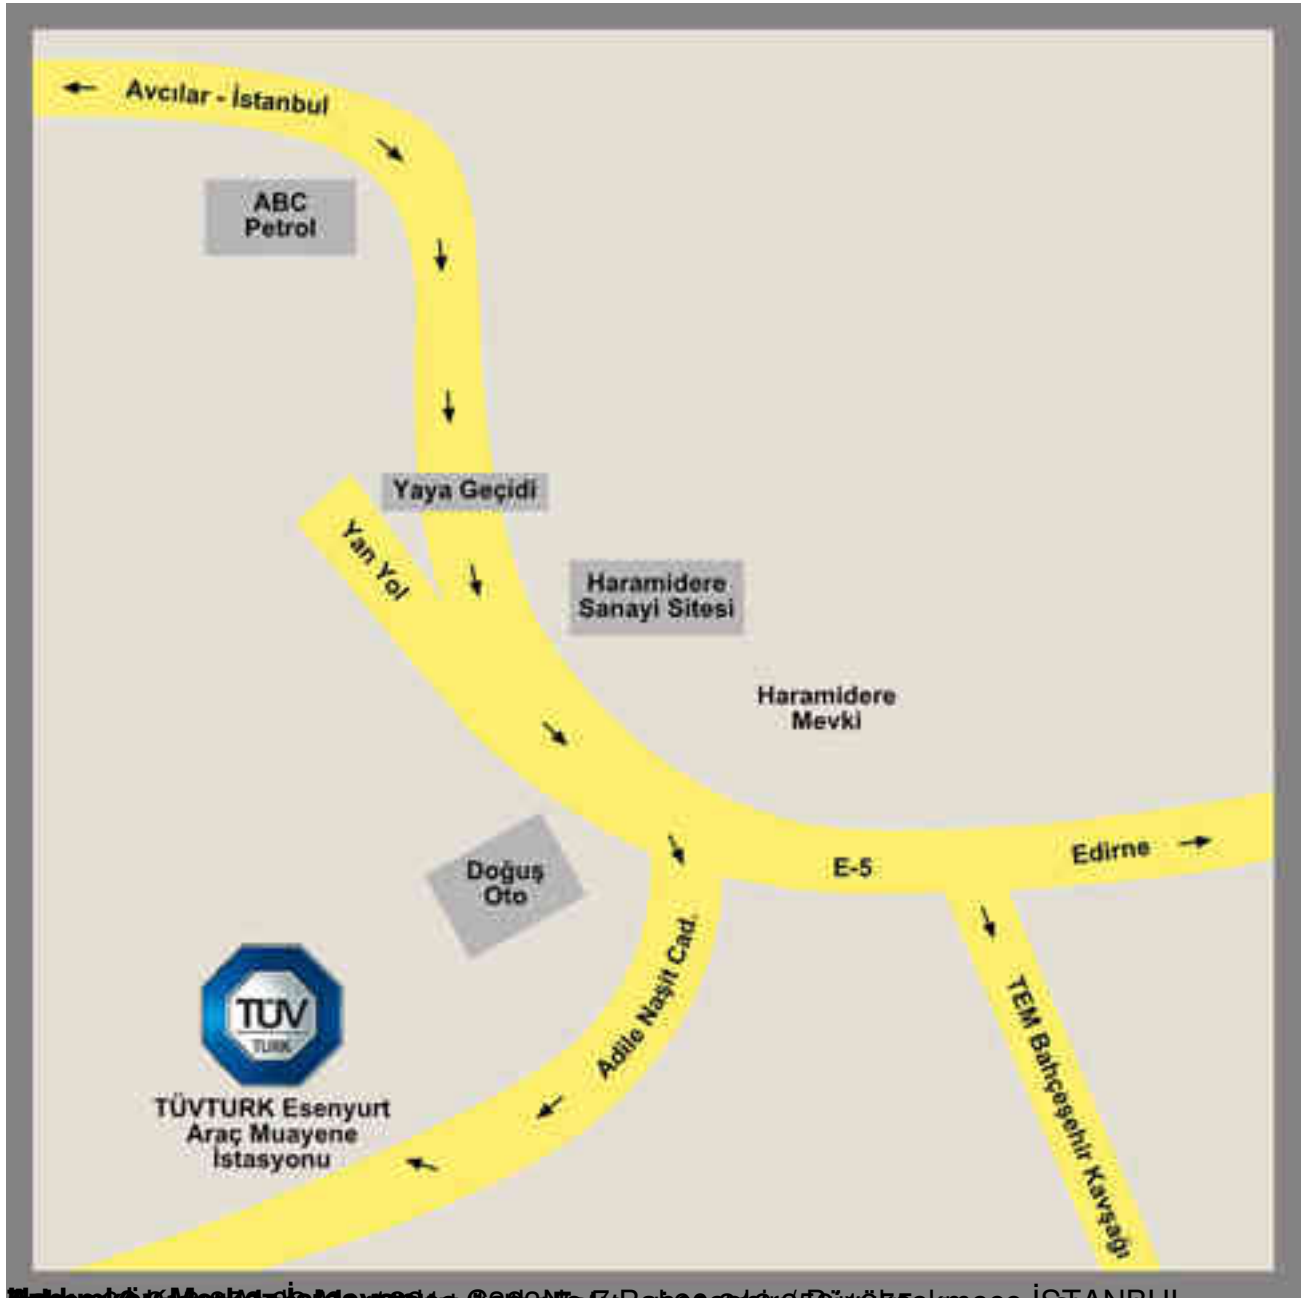 Avcılar - İstanbul
ABC
Petrol
Yaya Geçidi
Yan Yol
Haramidere
Sanayi Sitesi
Haramidere
Mevki
Doğuş
Oto
E-5
Edirne
Adile Naşit Cad.
TEM Bahçeşehir Kavşağı
TÜV
TURK
TÜVTURK Esenyurt
Araç Muayene
İstasyonu
İSTANBUL